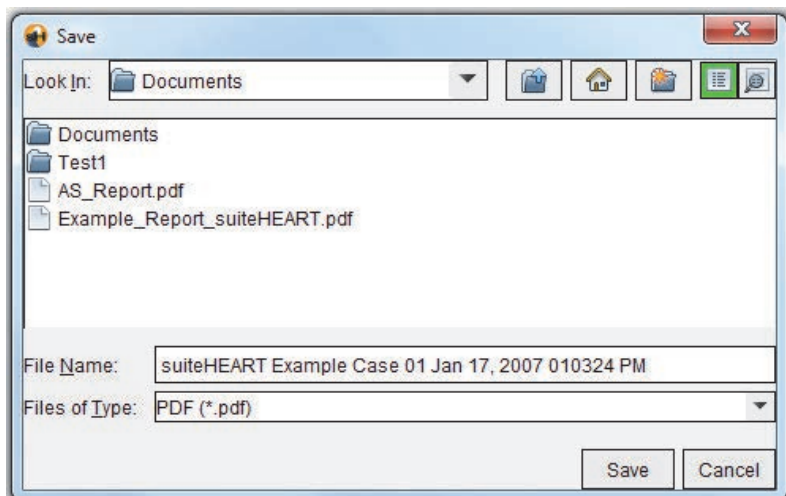 Save
Look In: Documents
Documents
Test1
AS_Report.pdf
Example_Report_suiteHEART.pdf
File Name: suiteHEART Example Case 01 Jan 17, 2007 010324 PM
Files of Type: PDF (*.pdf)
Save Cancel